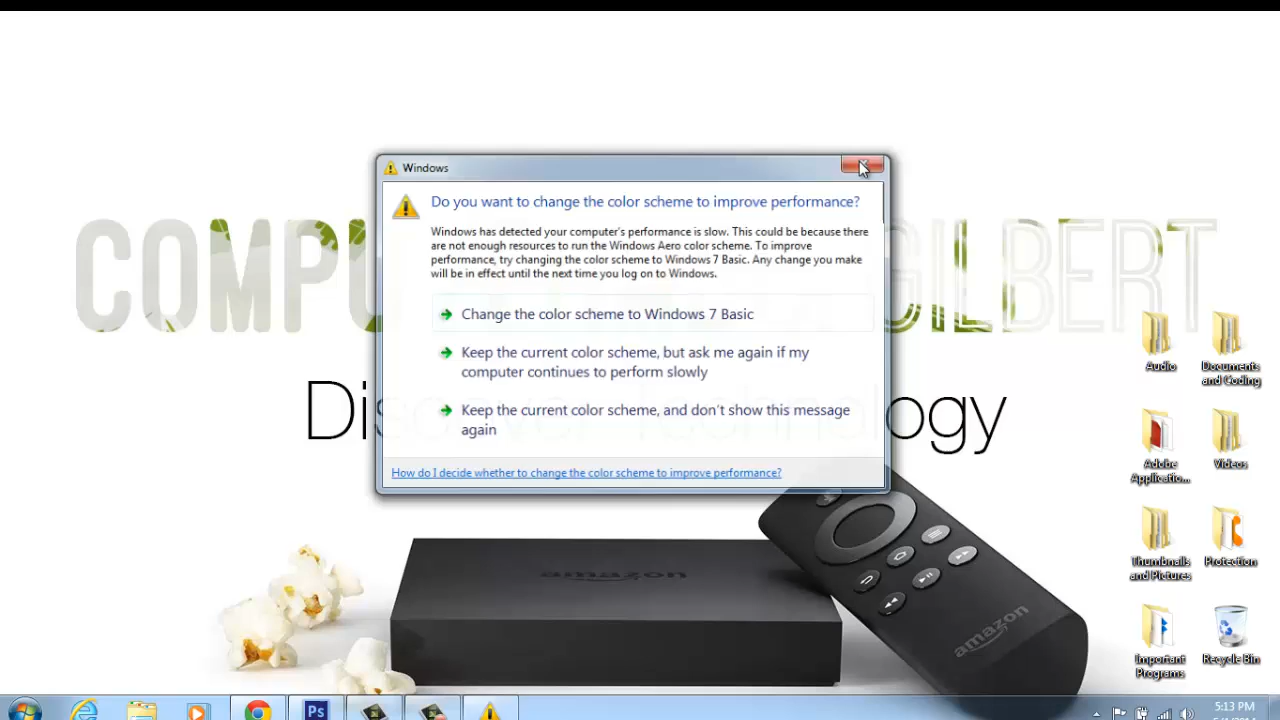 Windows
Do you want to change the color scheme to improve performance?
Windows has detected your computer's performance is slow. This could be because there
are not enough resources to run the Windows Aero color scheme. To improve
performance, try changing the color scheme to Windows 7 Basic. Any change you make
will be in effect until the next time you log on to Windows.
Change the color scheme to Windows 7 Basic
Keep the current color scheme, but ask me again if my
computer continues to perform slowly
Keep the current color scheme, and don't show this message
again
How do I decide whether to change the color scheme to improve performance?
COMPU GILBERT
Di ology
amazon
amazon
Audio
Documents
and Coding
Adobe
Applicatio...
Videos
Thumbnails
and Pictures
Protection
Important
Programs
Recycle Bin
Ps
5:13 PM